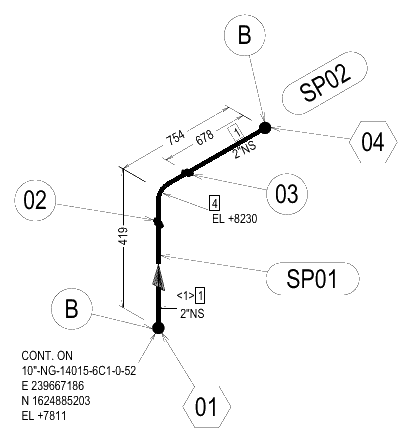 B
SP02
754
678
1
2"NS
04
02
03
4
EL +8230
419
SP01
<1> 1
2"NS
B
CONT. ON
10"-NG-14015-6C1-0-52
E 239667186
N 1624885203
EL +7811
01